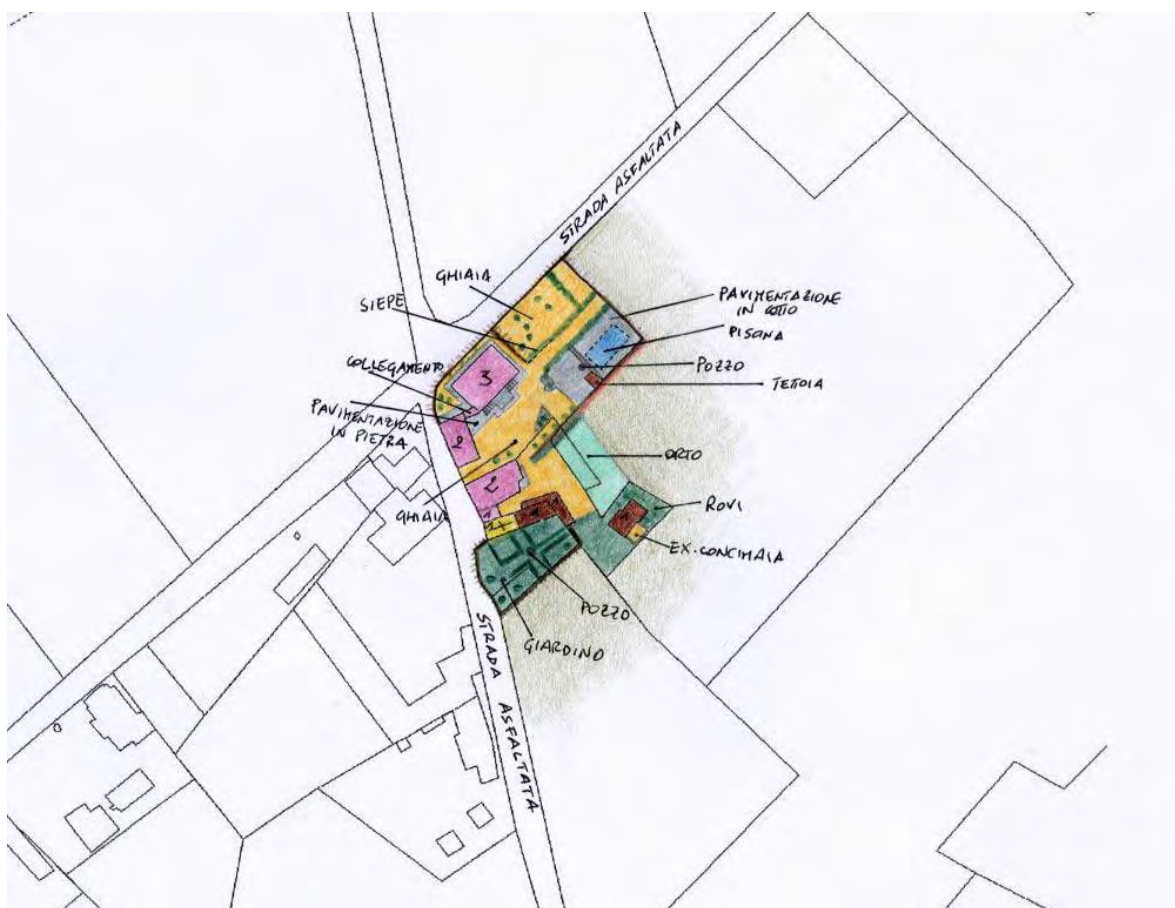 STRADA ASFALTATA
GHIAIA
SIEPE
PAVIMENTAZIONE
IN COTTO
PISCINA
COLLEGAMENTO
POZZO
3
TETTOIA
PAVIMENTAZIONE
IN PIETRA
2
ORTO
2
GHIAIA
ROVI
1
EX-CONCIMAIA
POZZO
GIARDINO
STRADA ASFALTATA